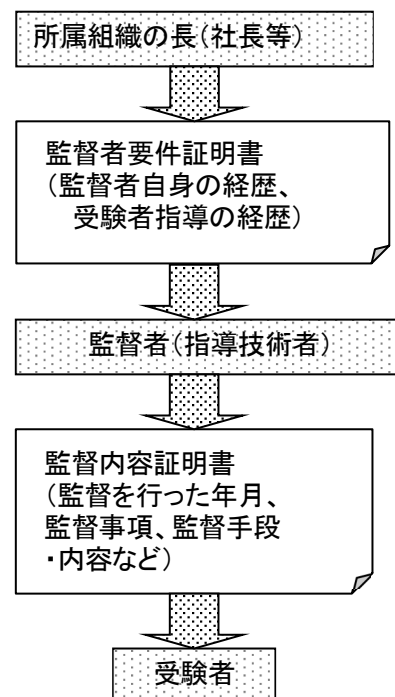 所属組織の長（社長等）
監督者要件証明書
（監督者自身の経歴、
受験者指導の経歴）
監督者（指導技術者）
監督内容証明書
（監督を行った年月、
監督事項、監督手段
・内容など）
受験者